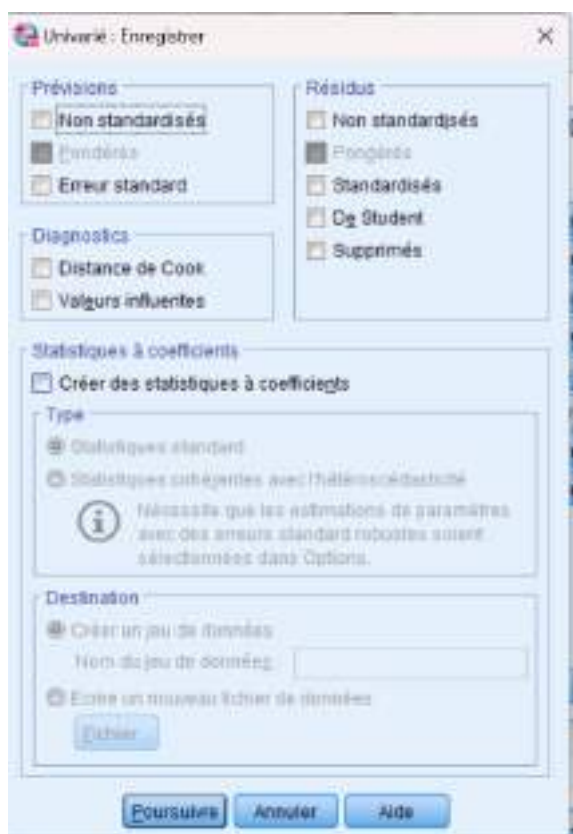 Univarié : Enregistrer
Prévisions
Non standardisés
Pondérés
Erreur standard
Diagnostics
Distance de Cook
Valeurs influentes
Résidus
Non standardisés
Pondérés
Standardisés
De Student
Supprimés
Statistiques à coefficients
Créer des statistiques à coefficients
Type
Statistiques standard
Statistiques cohérentes avec l'hétéroscédasticité
Nécessite que les estimations de paramètres
avec des erreurs standard robustes soient
sélectionnées dans Options.
Destination
Créer un jeu de données
Nom du jeu de données
Ecrire un nouveau fichier de données
Fichier...
Poursuivre Annuler Aide